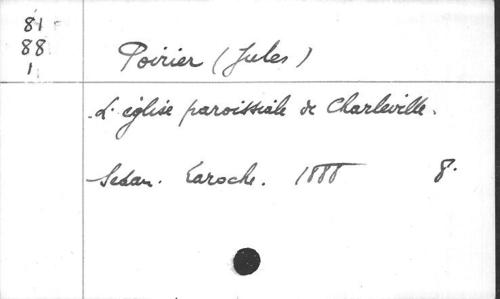 81
88
1
Poirier (Jules)
L'église paroissiale de Charleville.
Sedan. Laroche. 1888 8.